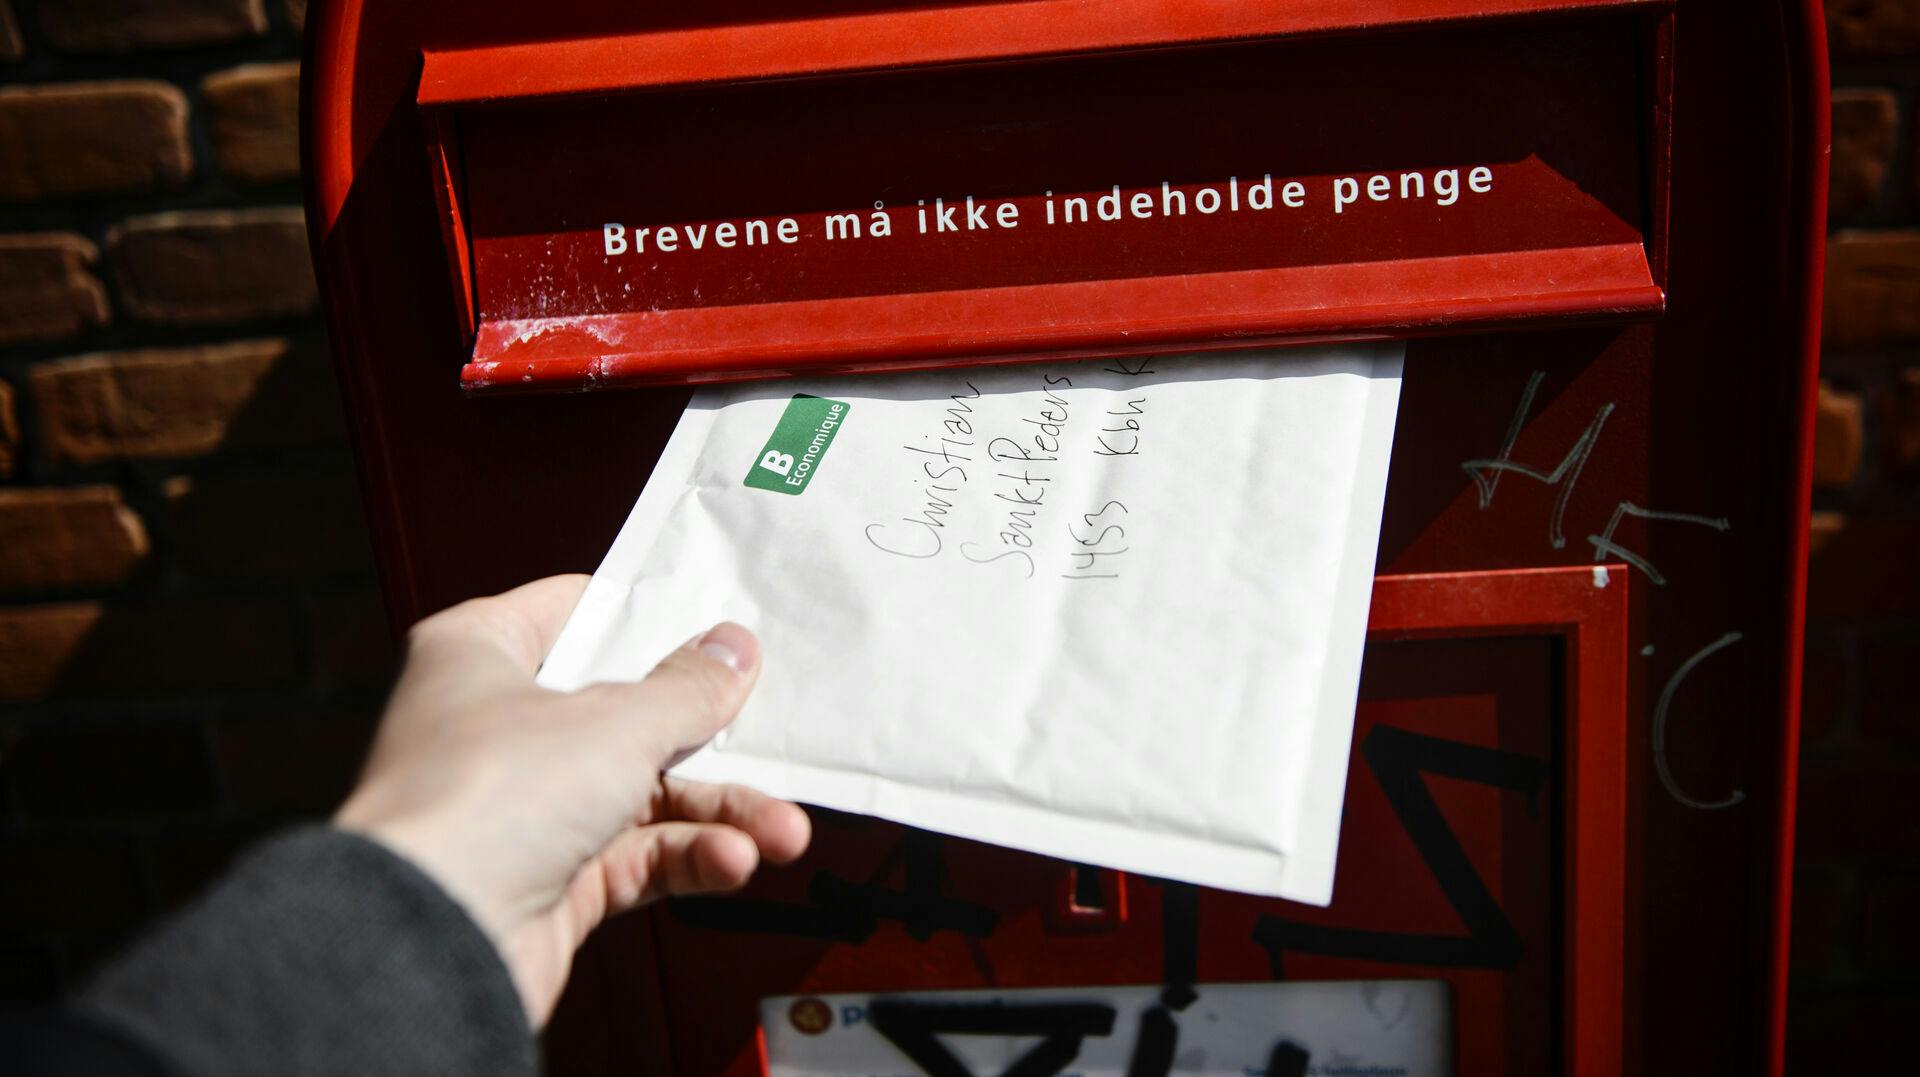 Brevene må ikke indeholde penge
B
Economique
Christian
Sankt Peders
1453 Kbh K